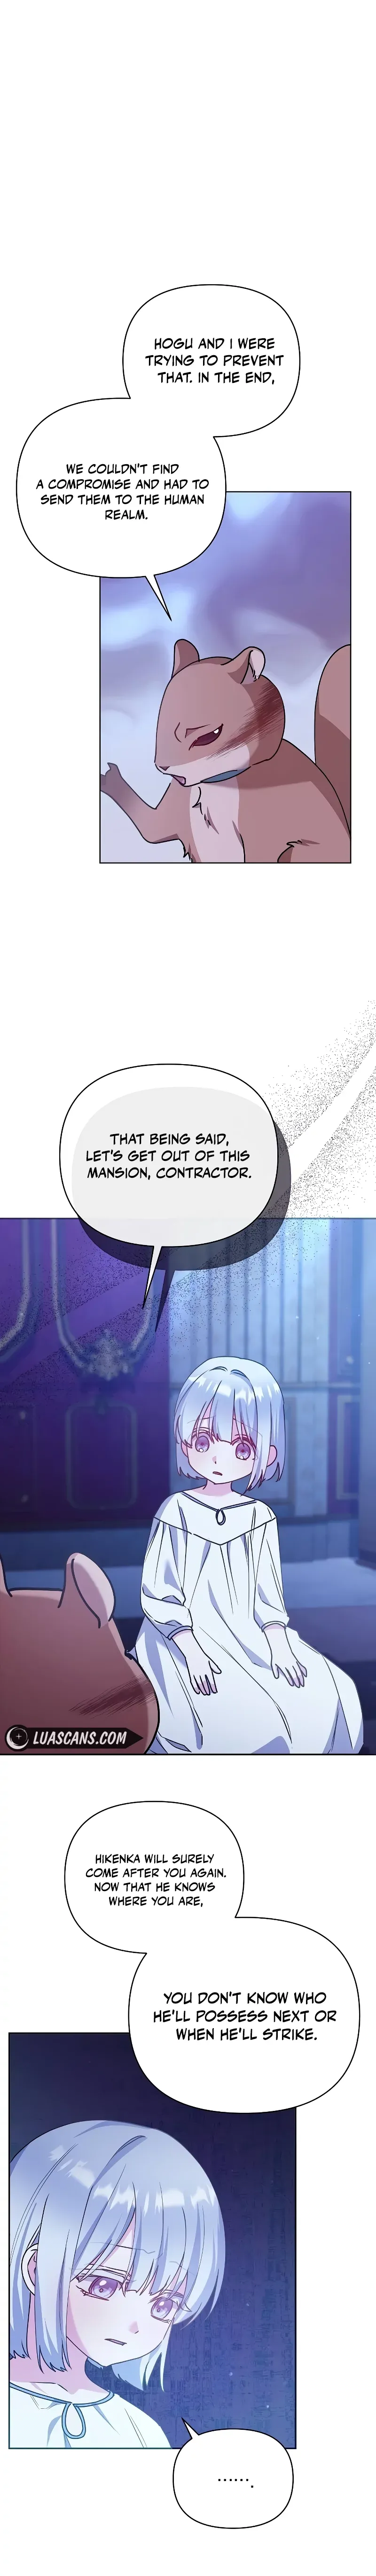 HOGU AND I WERE
TRYING TO PREVENT
THAT. IN THE END,
WE COULDN'T FIND
A COMPROMISE AND HAD TO
SEND THEM TO THE HUMAN
REALM.
THAT BEING SAID,
LET'S GET OUT OF THIS
MANSION, CONTRACTOR.
LUASCANS.COM
HIKENKA WILL SURELY
COME AFTER YOU AGAIN.
NOW THAT HE KNOWS
WHERE YOU ARE,
YOU DON'T KNOW WHO
HE'LL POSSESS NEXT OR
WHEN HE'LL STRIKE.
.......